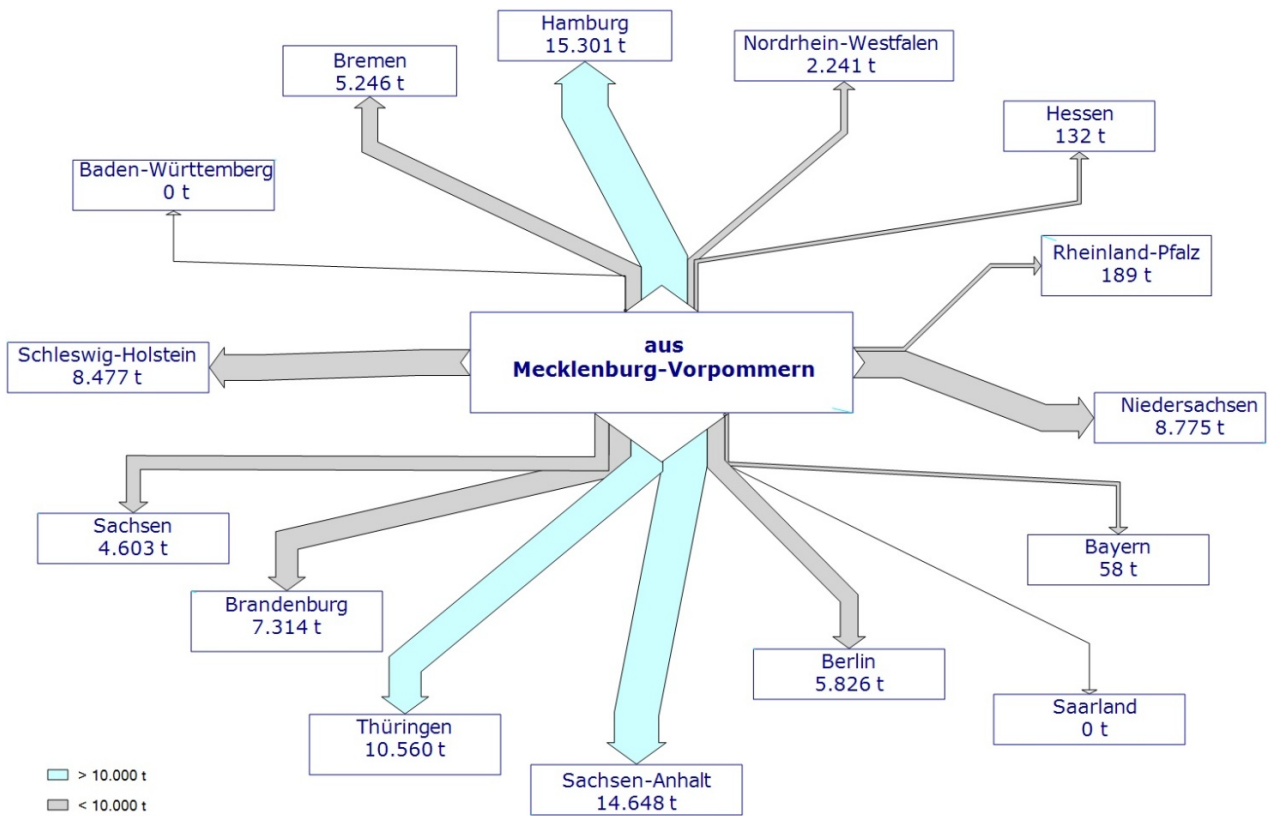 Hamburg
15.301 t
Nordrhein-Westfalen
2.241 t
Bremen
5.246 t
Hessen
132 t
Baden-Württemberg
0 t
Rheinland-Pfalz
189 t
aus
Mecklenburg-Vorpommern
Schleswig-Holstein
8.477 t
Niedersachsen
8.775 t
Sachsen
4.603 t
Bayern
58 t
Brandenburg
7.314 t
Berlin
5.826 t
Saarland
0 t
Thüringen
10.560 t
Sachsen-Anhalt
14.648 t
> 10.000 t
< 10.000 t